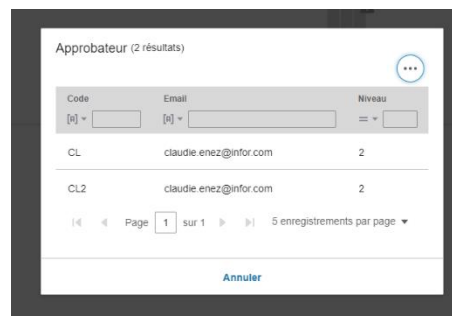 Approbateur (2 résultats)
Code Email Niveau
CL claudie.enez@infor.com 2
CL2 claudie.enez@infor.com 2
Page 1 sur 1 5 enregistrements par page
Annuler